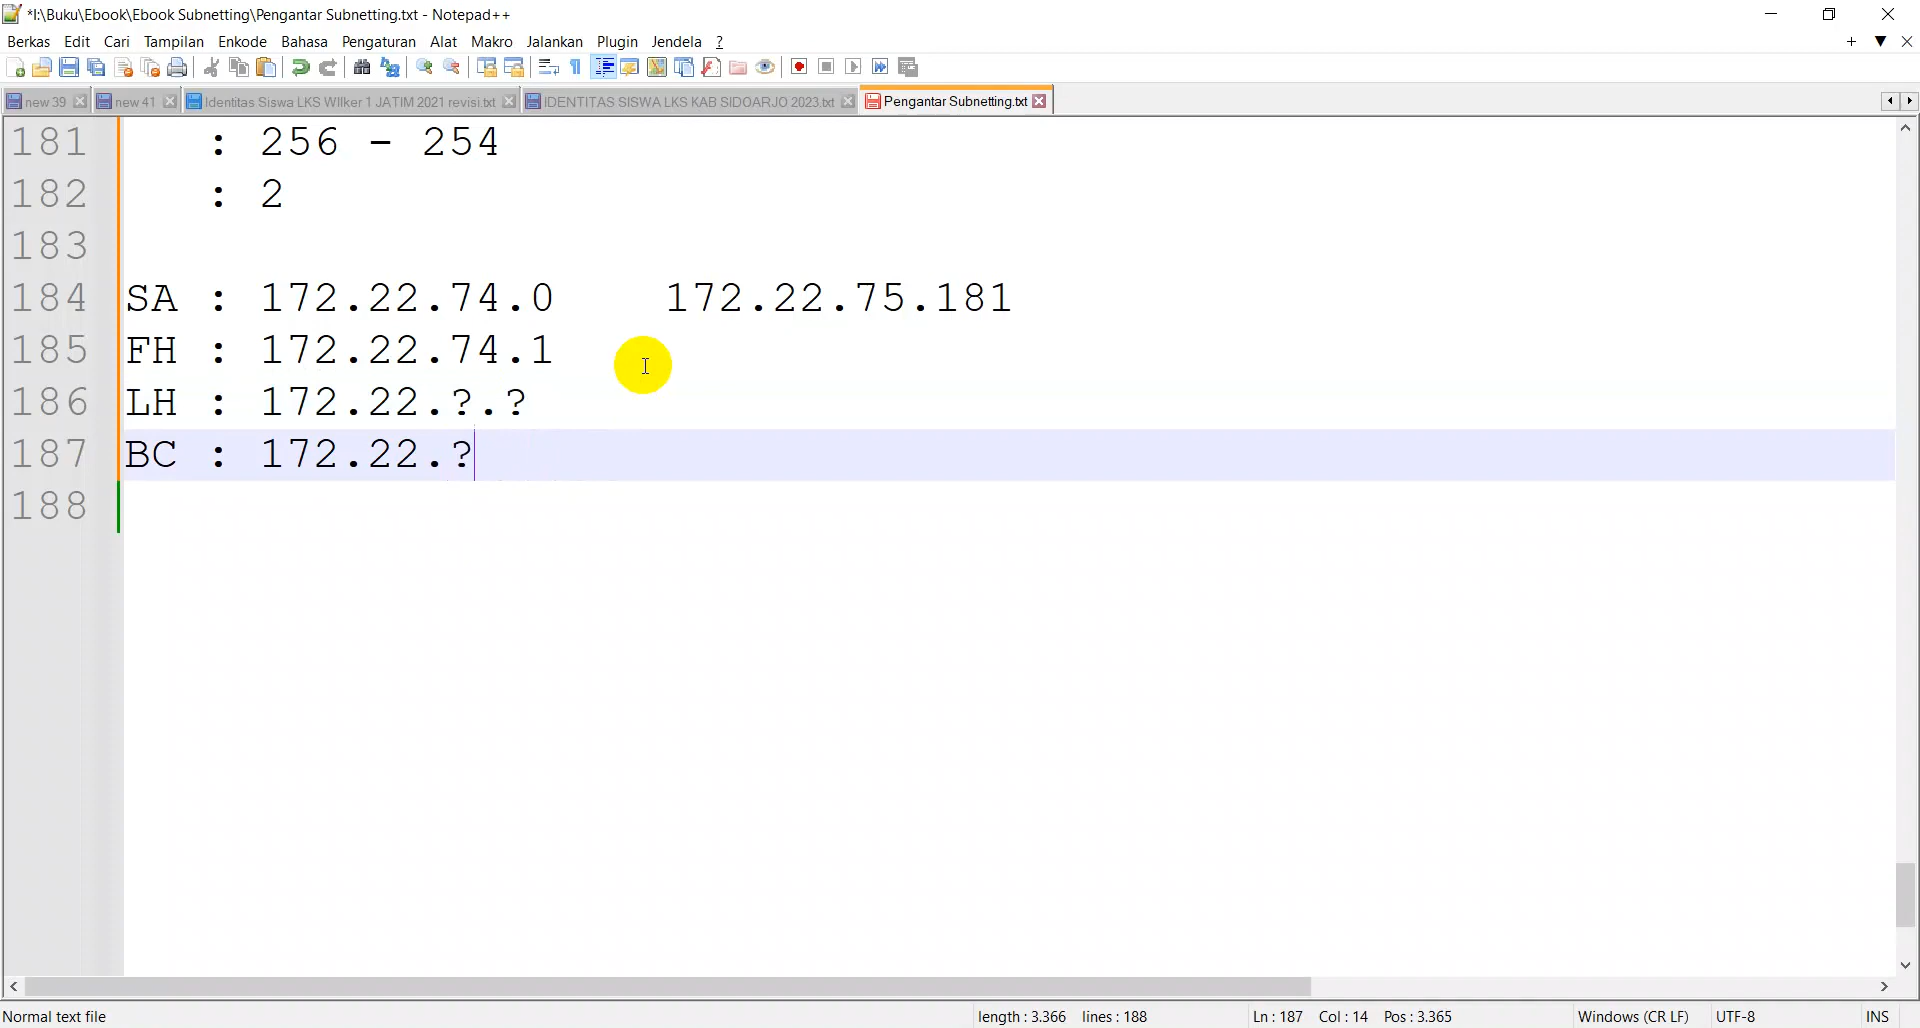 *I:\Buku\Ebook\Ebook Subnetting\Pengantar Subnetting.txt - Notepad++
Berkas Edit Cari Tampilan Enkode Bahasa Pengaturan Alat Makro Jalankan Plugin Jendela ?
new 39 new 41 Identitas Siswa LKS WIlker 1 JATIM 2021 revisi.txt IDENTITAS SISWA LKS KAB SIDOARJO 2023.txt Pengantar Subnetting.txt
181 : 256 - 254
182 : 2
183
184 SA : 172.22.74.0 172.22.75.181
185 FH : 172.22.74.1
186 LH : 172.22.?.?
187 BC : 172.22.?
188
Normal text file length : 3.366 lines : 188 Ln : 187 Col : 14 Pos : 3.365 Windows (CR LF) UTF-8 INS